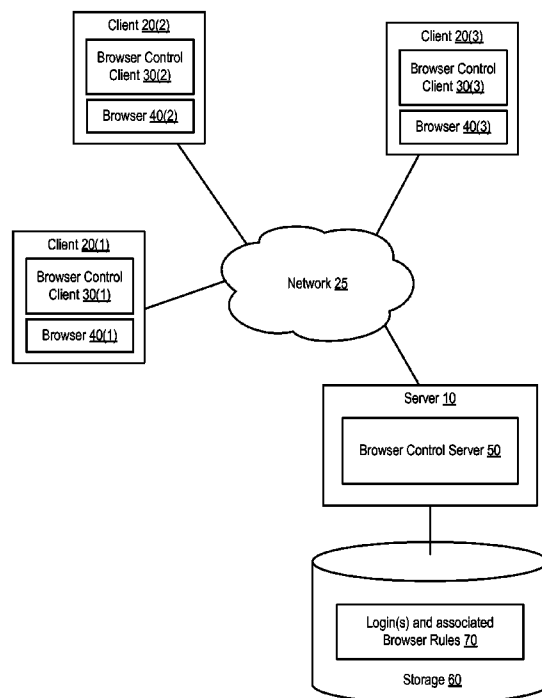 Client 20(2)
Browser Control
Client 30(2)
Browser 40(2)
Client 20(3)
Browser Control
Client 30(3)
Browser 40(3)
Client 20(1)
Browser Control
Client 30(1)
Browser 40(1)
Network 25
Server 10
Browser Control Server 50
Login(s) and associated
Browser Rules 70
Storage 60